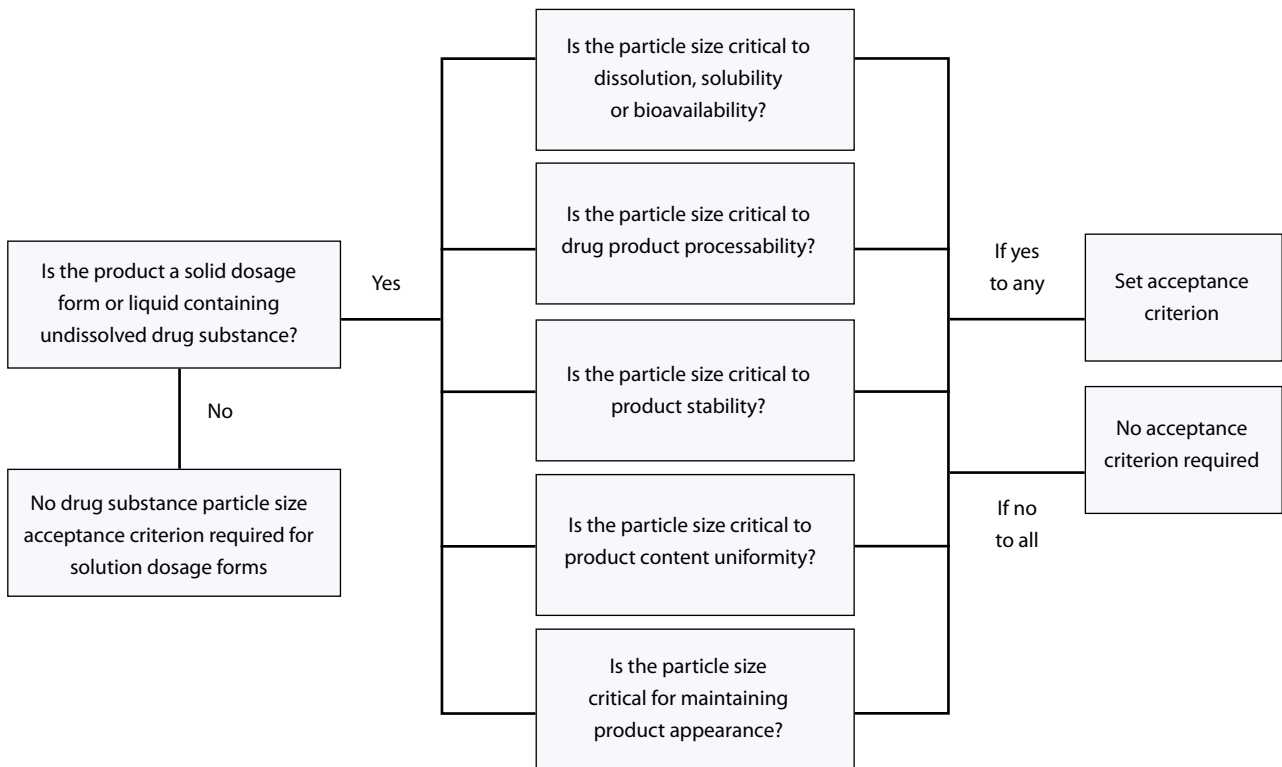 Is the product a solid dosage
form or liquid containing
undissolved drug substance?
No
No drug substance particle size
acceptance criterion required for
solution dosage forms
Yes
Is the particle size critical to
dissolution, solubility
or bioavailability?
Is the particle size critical to
drug product processability?
Is the particle size critical to
product stability?
Is the particle size critical to
product content uniformity?
Is the particle size
critical for maintaining
product appearance?
If yes
to any
Set acceptance
criterion
If no
to all
No acceptance
criterion required